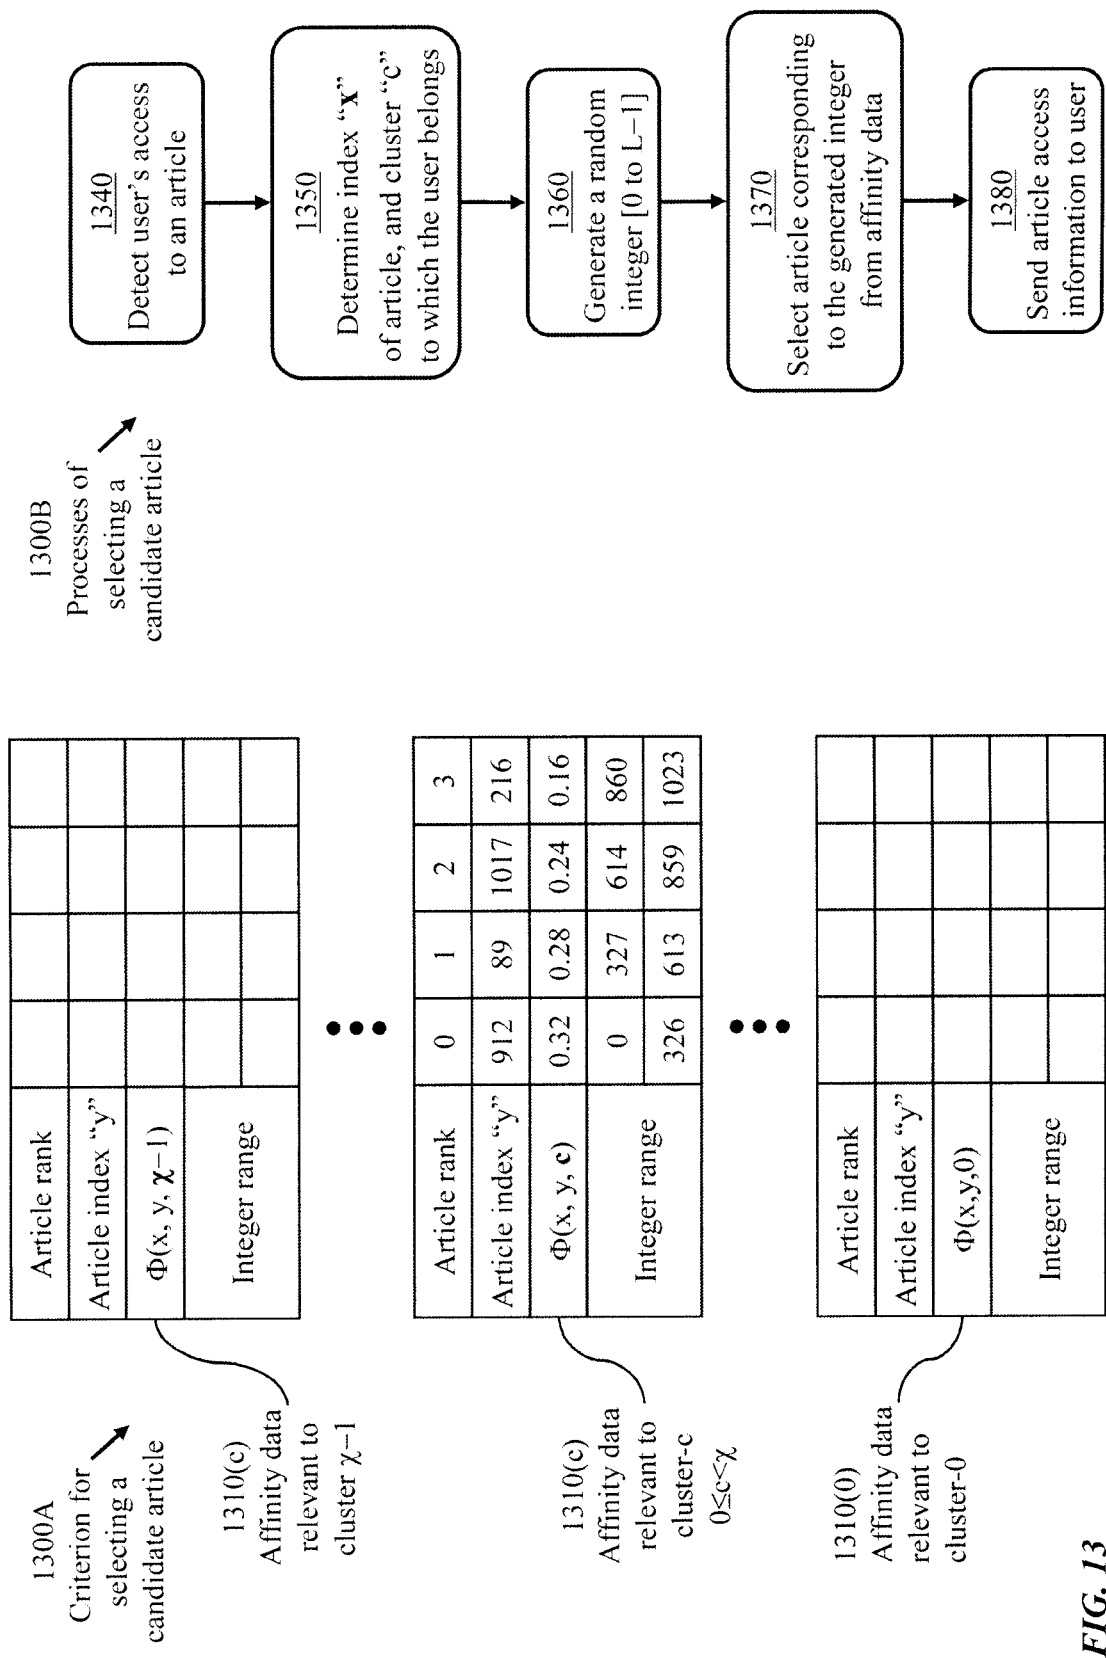 1300A
Criterion for
selecting a
candidate article
1310(c)
Affinity data
relevant to
cluster χ−1
Article rank
Article index “y”
Φ(x, y, χ−1)
Integer range
1310(c)
Affinity data
relevant to
cluster-c
0≤c<χ
Article rank 0 1 2 3
Article index “y” 912 89 1017 216
Φ(x, y, c) 0.32 0.28 0.24 0.16
Integer range 0 327 614 860
326 613 859 1023
1310(0)
Affinity data
relevant to
cluster-0
Article rank
Article index “y”
Φ(x,y,0)
Integer range
1300B
Processes of
selecting a
candidate article
1340
Detect user’s access
to an article
1350
Determine index “x”
of article, and cluster “c”
to which the user belongs
1360
Generate a random
integer [0 to L−1]
1370
Select article corresponding
to the generated integer
from affinity data
1380
Send article access
information to user
FIG. 13